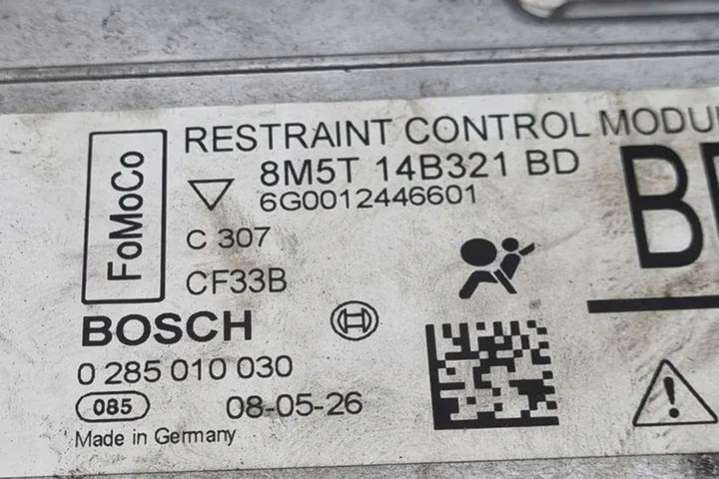 FoMoCo
RESTRAINT CONTROL MODU
8M5T 14B321 BD
6G0012446601
C 307
CF33B
BOSCH
0 285 010 030
085 08-05-26
Made in Germany